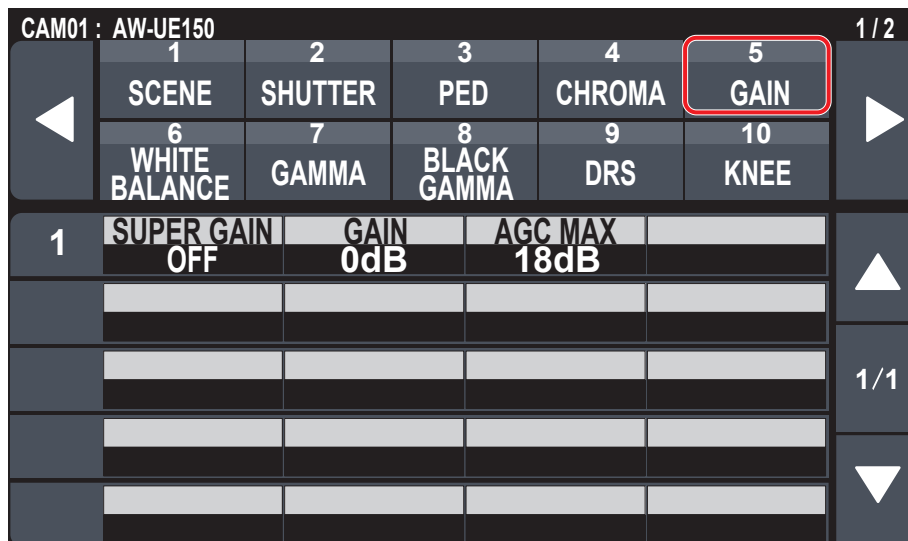 CAM01 : AW-UE150 1 / 2
1 2 3 4 5
SCENE SHUTTER PED CHROMA GAIN
6 7 8 9 10
WHITE BALANCE GAMMA BLACK GAMMA DRS KNEE
1 SUPER GAIN GAIN AGC MAX
OFF 0dB 18dB
1/1